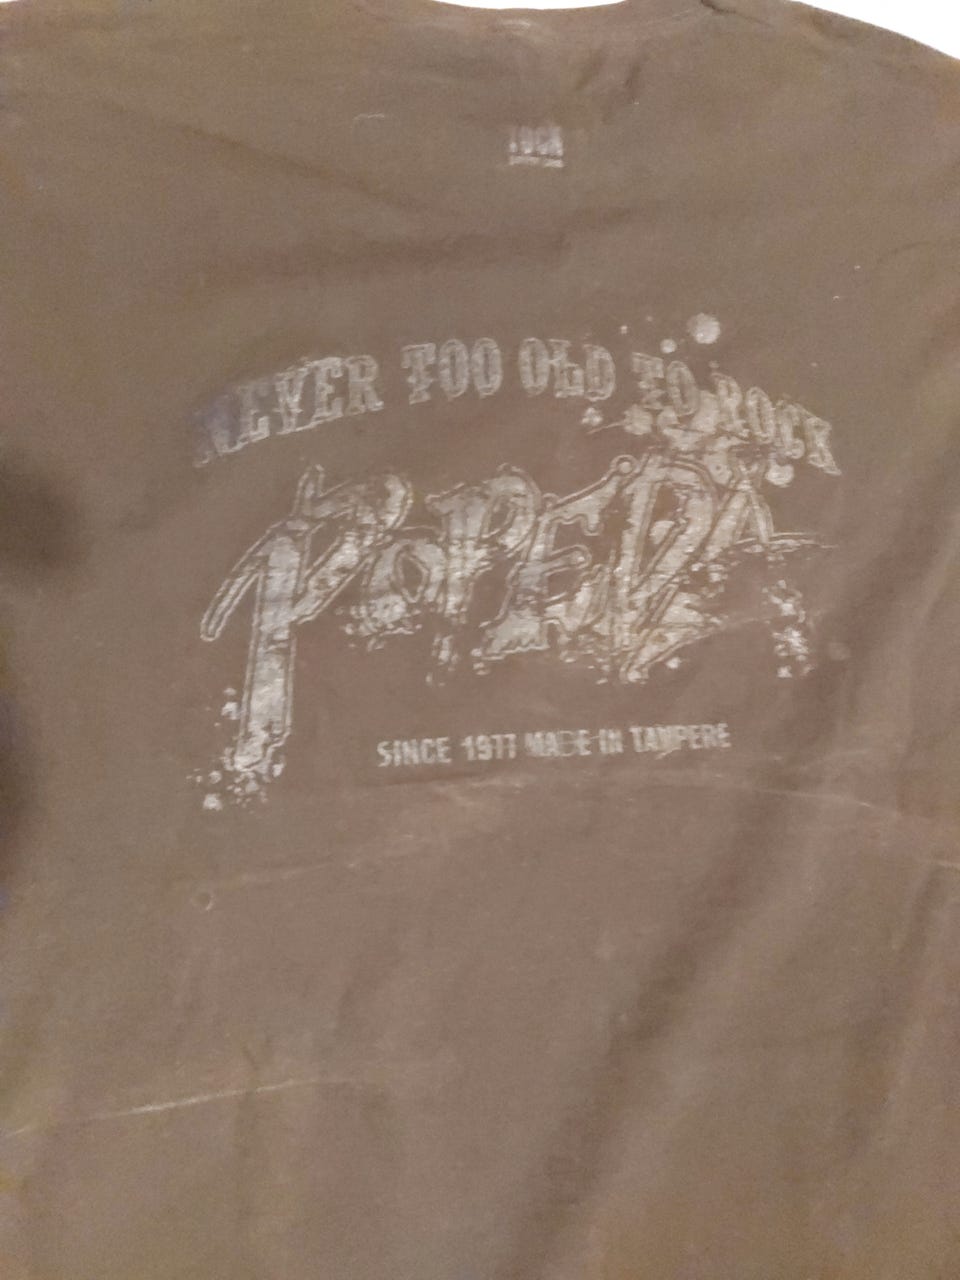 NEVER TOO OLD TO ROCK
POPEDA
SINCE 1977 MADE IN TAMPERE